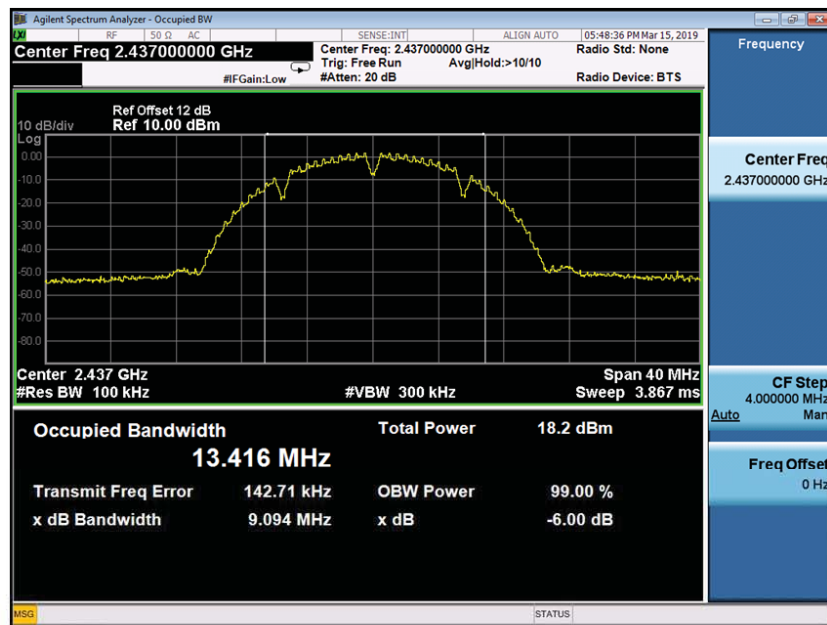 Agilent Spectrum Analyzer - Occupied BW
LXI
RF
50 Ω
AC
SENSE:INT
ALIGN AUTO
05:48:36 PM Mar 15, 2019
Center Freq 2.437000000 GHz
Center Freq: 2.437000000 GHz
Radio Std: None
Trig: Free Run
Avg|Hold:>10/10
#IFGain:Low
#Atten: 20 dB
Radio Device: BTS
Ref Offset 12 dB
10 dB/div
Ref 10.00 dBm
Log
0.00
-10.0
-20.0
-30.0
-40.0
-50.0
-60.0
-70.0
-80.0
Center 2.437 GHz
Span 40 MHz
#Res BW 100 kHz
#VBW 300 kHz
Sweep 3.867 ms
Occupied Bandwidth
Total Power
18.2 dBm
13.416 MHz
Transmit Freq Error
142.71 kHz
OBW Power
99.00 %
x dB Bandwidth
9.094 MHz
x dB
-6.00 dB
Frequency
Center Freq
2.437000000 GHz
CF Step
4.000000 MHz
Auto
Man
Freq Offset
0 Hz
MSG
STATUS